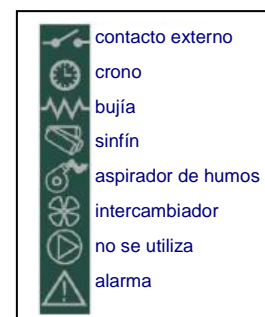 contacto externo
crono
bujía
sinfín
aspirador de humos
intercambiador
no se utiliza
alarma